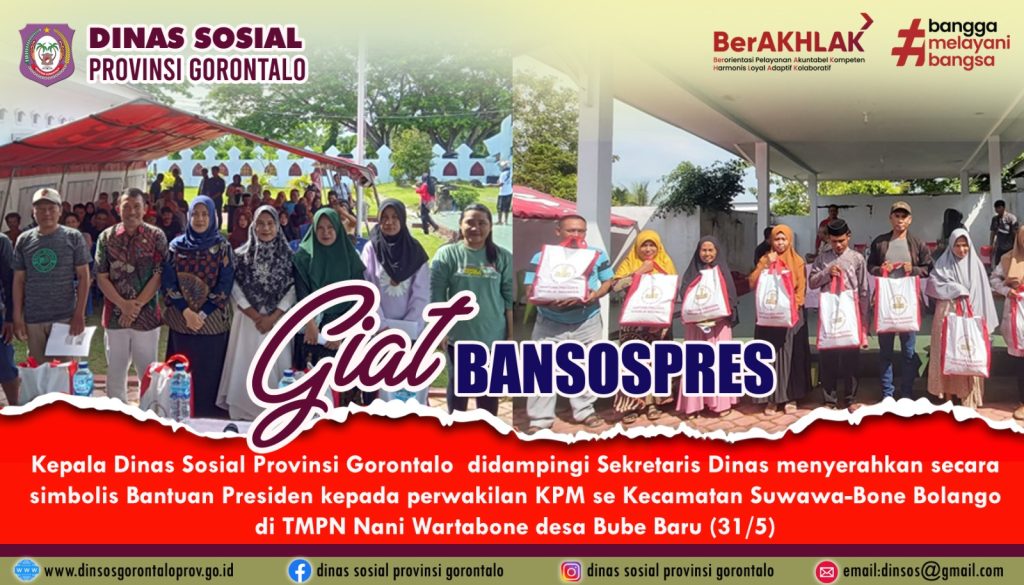 DINAS SOSIAL
PROVINSI GORONTALO
BerAKHLAK
Berorientasi Pelayanan Akuntabel Kompeten
Harmonis Loyal Adaptif Kolaboratif
#bangga
melayani
bangsa
Giat BANSOSPRES
Kepala Dinas Sosial Provinsi Gorontalo didampingi Sekretaris Dinas menyerahkan secara
simbolis Bantuan Presiden kepada perwakilan KPM se Kecamatan Suwawa-Bone Bolango
di TMPN Nani Wartabone desa Bube Baru (31/5)
www.dinsosgorontaloprov.go.id
dinas sosial provinsi gorontalo
dinas sosial provinsi gorontalo
email:dinsos@gmail.com